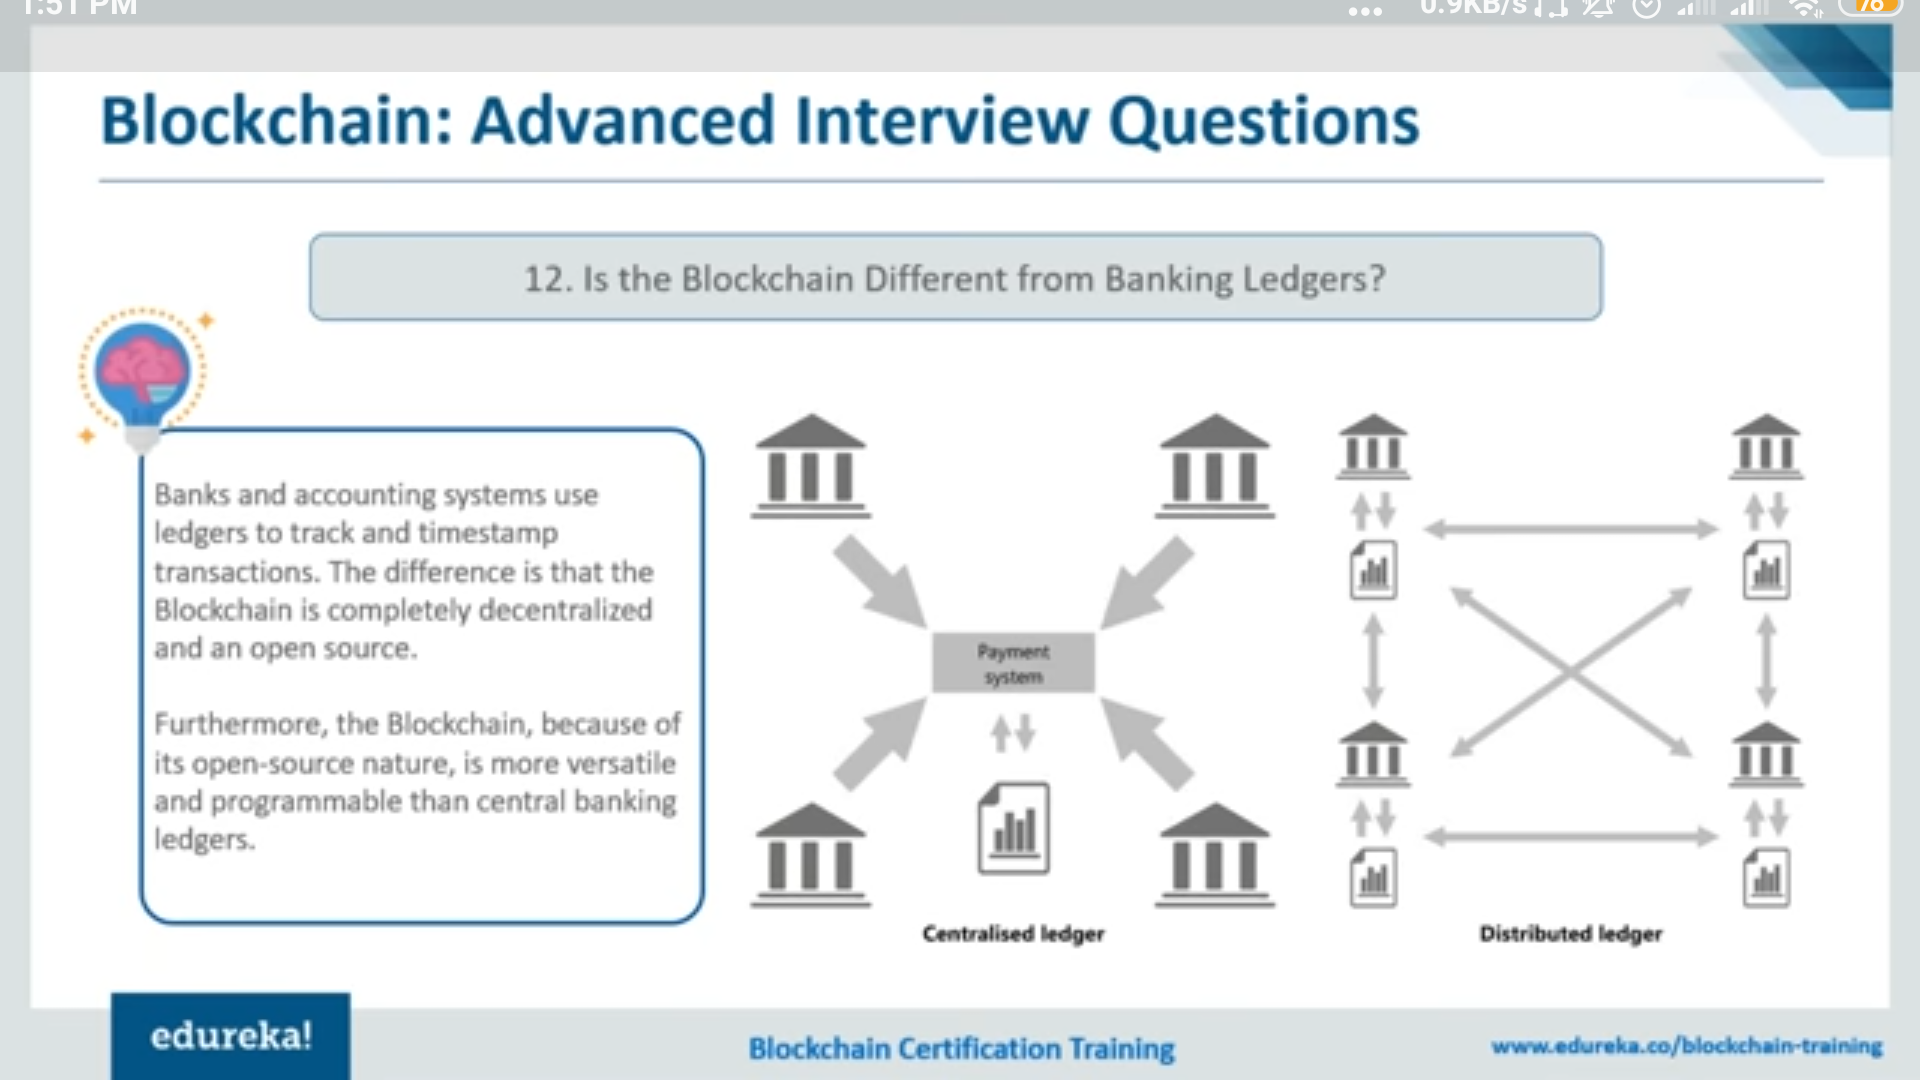 1:51 PM
0.9KB/s
76
Blockchain: Advanced Interview Questions
12. Is the Blockchain Different from Banking Ledgers?
Banks and accounting systems use
ledgers to track and timestamp
transactions. The difference is that the
Blockchain is completely decentralized
and an open source.
Furthermore, the Blockchain, because of
its open-source nature, is more versatile
and programmable than central banking
ledgers.
Payment
system
Centralised ledger
Distributed ledger
edureka!
Blockchain Certification Training
www.edureka.co/blockchain-training